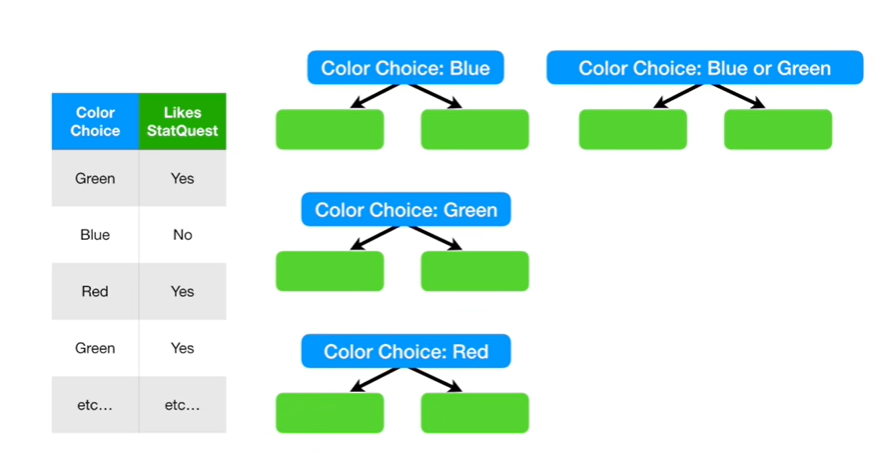 Color Choice: Blue
Color Choice: Blue or Green
Color Choice
Likes StatQuest
Green Yes
Blue No
Red Yes
Green Yes
etc... etc...
Color Choice: Green
Color Choice: Red